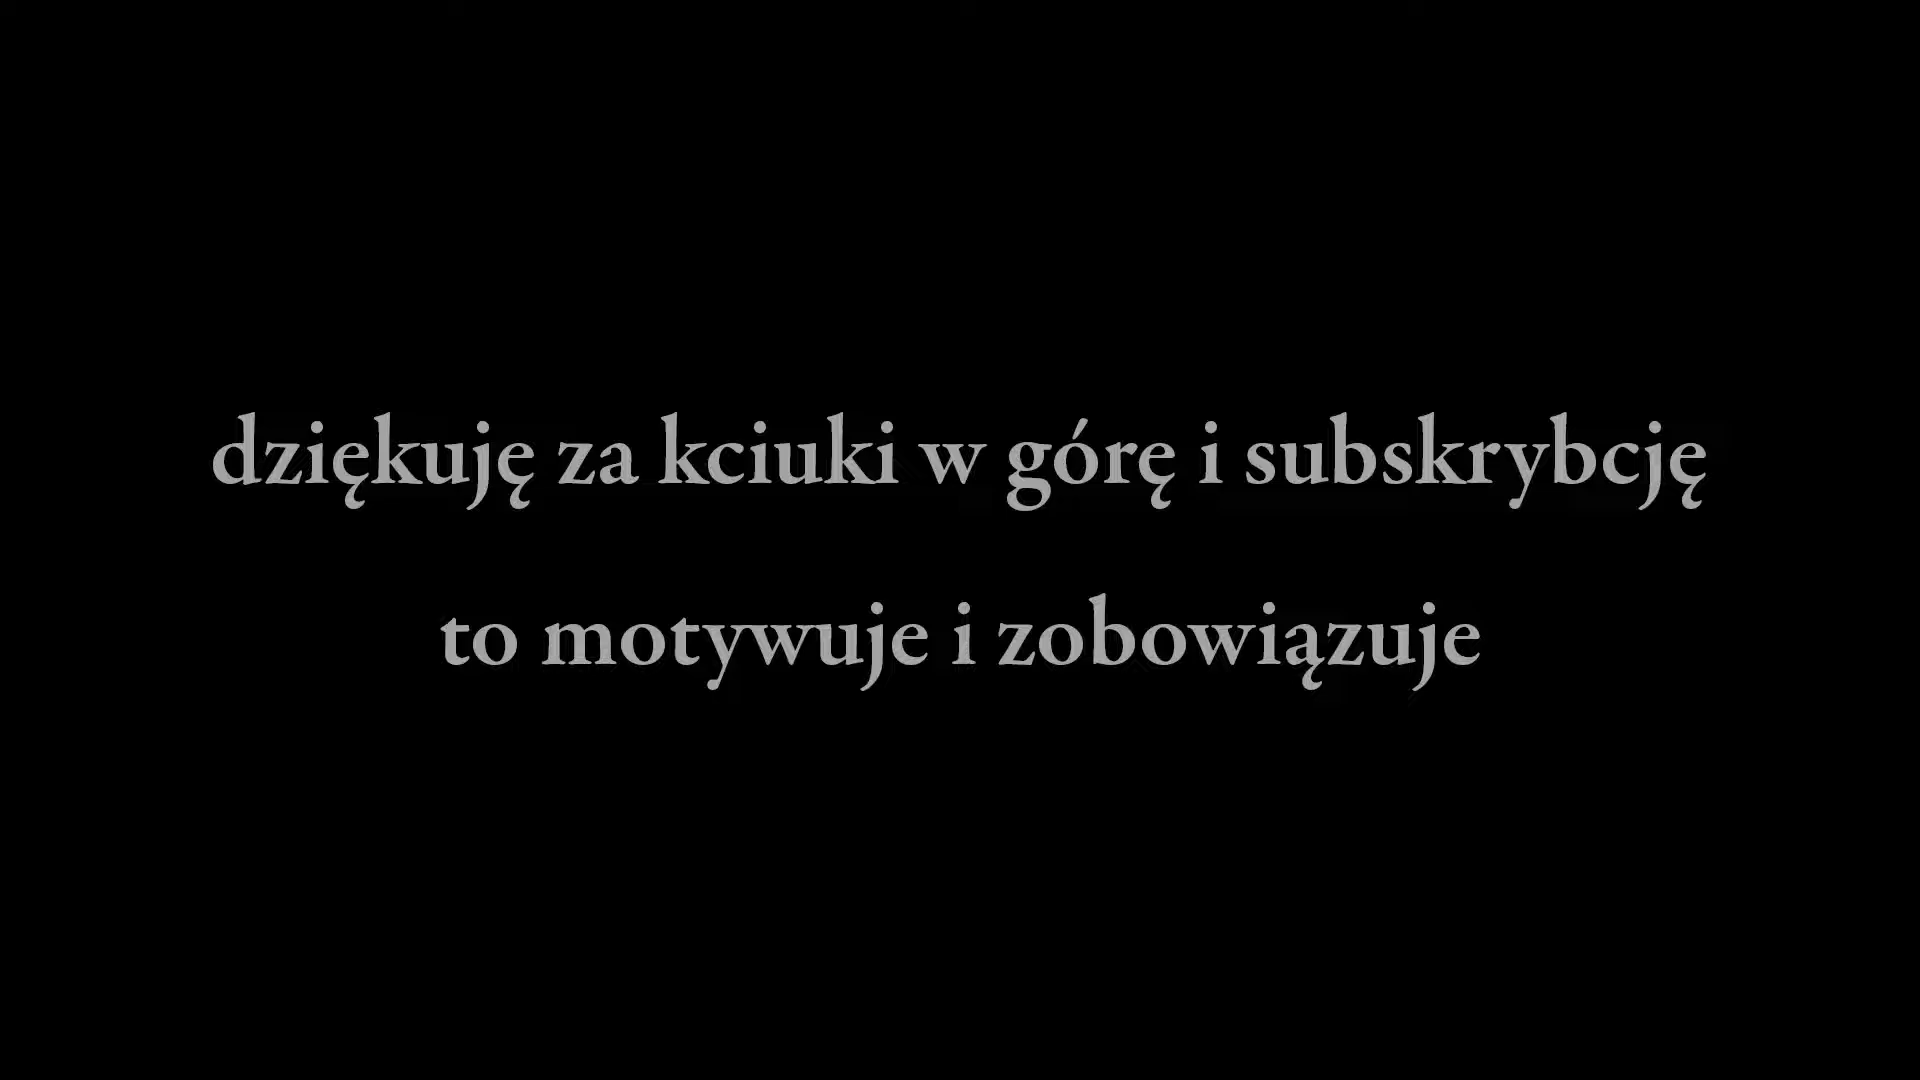 dziękuję za kciuki w górę i subskrybcję
to motywuje i zobowiązuje